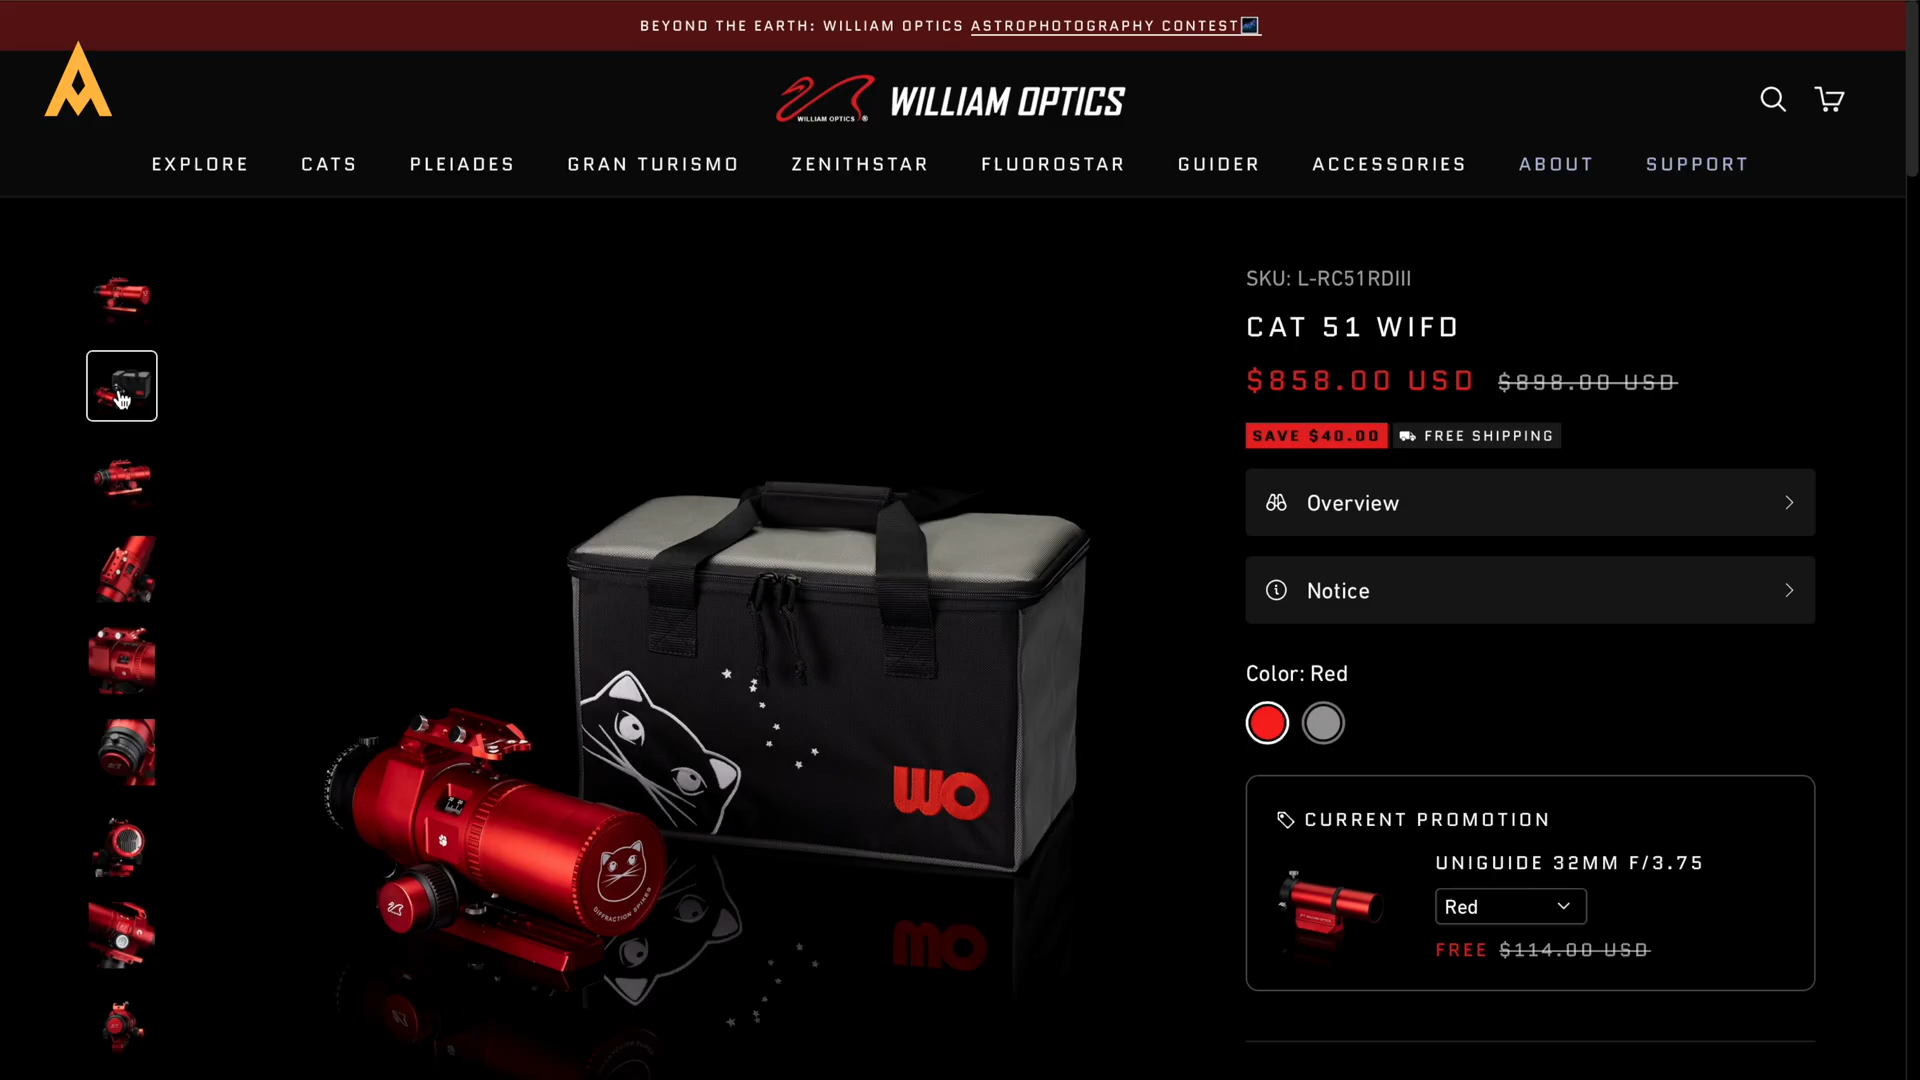 BEYOND THE EARTH: WILLIAM OPTICS ASTROPHOTOGRAPHY CONTEST
WILLIAM OPTICS ®
WILLIAM OPTICS
EXPLORE
CATS
PLEIADES
GRAN TURISMO
ZENITHSTAR
FLUOROSTAR
GUIDER
ACCESSORIES
ABOUT
SUPPORT
SKU: L-RC51RDIII
CAT 51 WIFD
$858.00 USD $898.00 USD
SAVE $40.00 FREE SHIPPING
Overview
Notice
Color: Red
CURRENT PROMOTION
UNIGUIDE 32MM F/3.75
Red
FREE $114.00 USD
WO
DIFFRACTION SPIKES